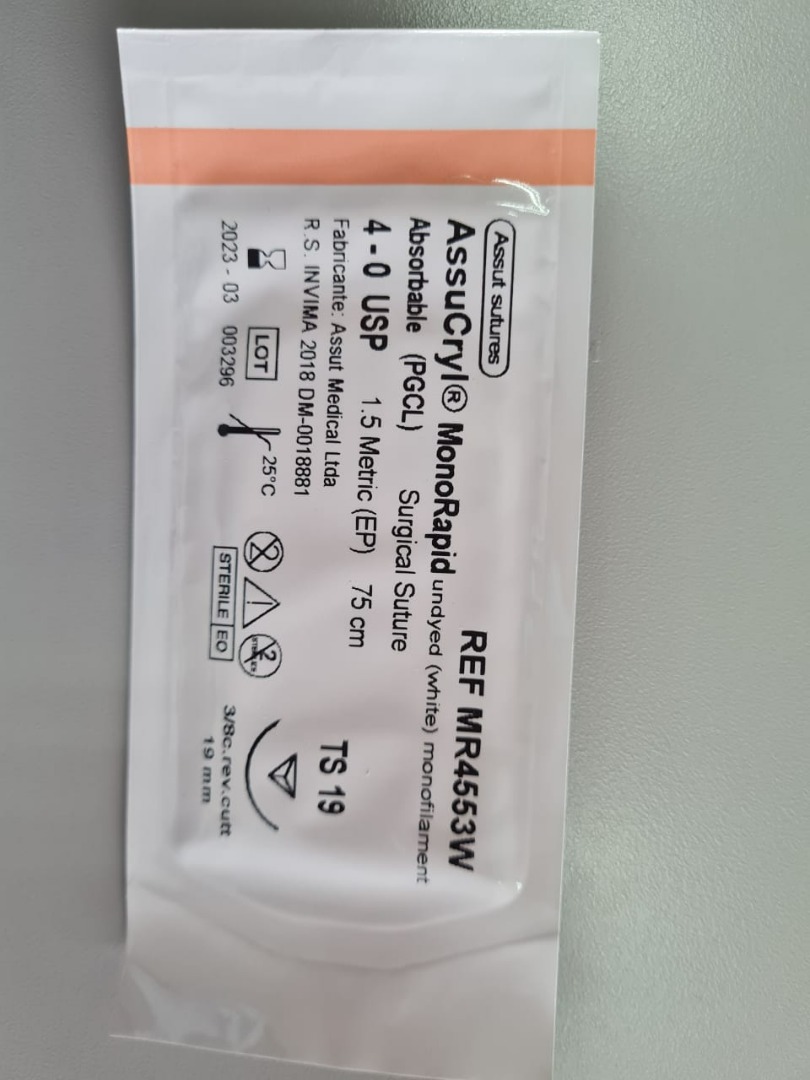 Assut sutures
REF MR4553W
AssuCryl® MonoRapid undyed (white) monofilament
Absorbable (PGCL) Surgical Suture
4 - 0 USP 1.5 Metric (EP) 75 cm
TS 19
Fabricante: Assut Medical Ltda
R.S. INVIMA 2018 DM-0018881
LOT 25°C
2
2023 - 03 003296
STERILE EO
3/8c.rev.cutt
19 mm